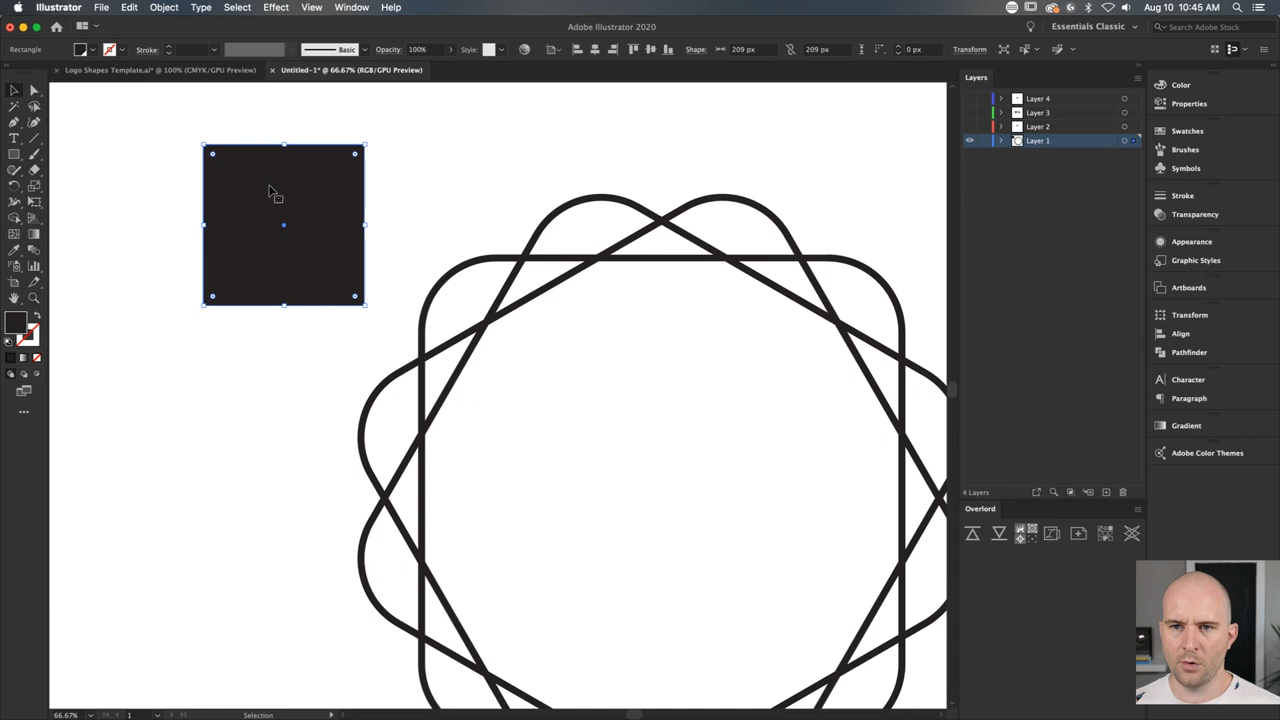 Illustrator File Edit Object Type Select Effect View Window Help Aug 10 10:45 AM
Adobe Illustrator 2020 Essentials Classic Search Adobe Stock
Rectangle Stroke: Basic Opacity: 100% Style: Shape: 209 px 209 px 0 px Transform
Logo Shapes Template.ai* @ 100% (CMYK/GPU Preview) Untitled-1* @ 66.67% (RGB/GPU Preview)
Layers
Layer 4
Layer 3
Layer 2
Layer 1
4 Layers
Overlord
Color
Properties
Swatches
Brushes
Symbols
Stroke
Transparency
Appearance
Graphic Styles
Artboards
Transform
Align
Pathfinder
Character
Paragraph
Gradient
Adobe Color Themes
66.67% 1 Selection